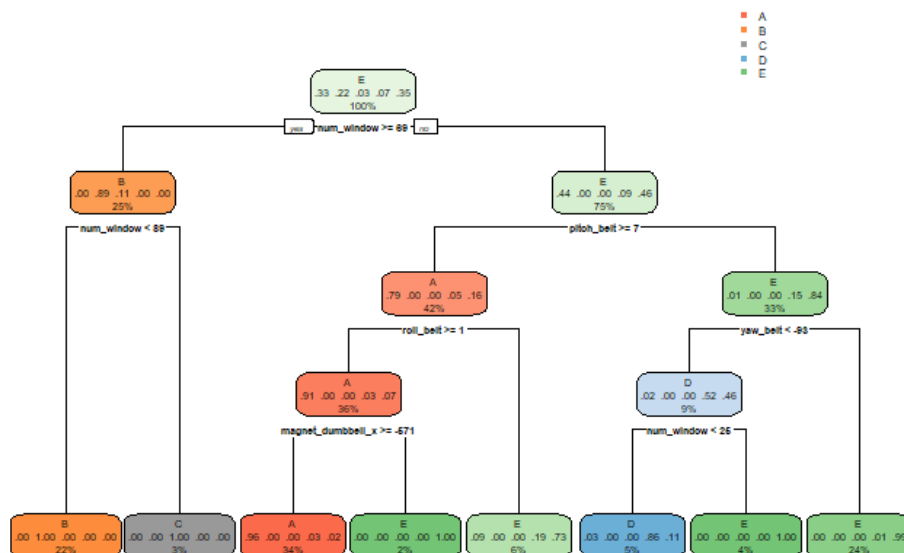 A
B
C
D
E
E
.33 .22 .03 .07 .35
100%
yes num_window >= 69 no
B
.00 .89 .11 .00 .00
25%
E
.44 .00 .00 .09 .46
75%
num_window < 89
pitch_belt >= 7
A
.79 .00 .00 .05 .16
42%
E
.01 .00 .00 .15 .84
33%
roll_belt >= 1
yaw_belt < -93
A
.91 .00 .00 .03 .07
36%
D
.02 .00 .00 .52 .46
9%
magnet_dumbbell_x >= -571
num_window < 25
B
.00 1.00 .00 .00 .00
22%
C
.00 .00 1.00 .00 .00
3%
A
.96 .00 .00 .03 .02
34%
E
.00 .00 .00 .00 1.00
2%
E
.09 .00 .00 .19 .73
6%
D
.03 .00 .00 .86 .11
5%
E
.00 .00 .00 .00 1.00
4%
E
.00 .00 .00 .01 .99
24%